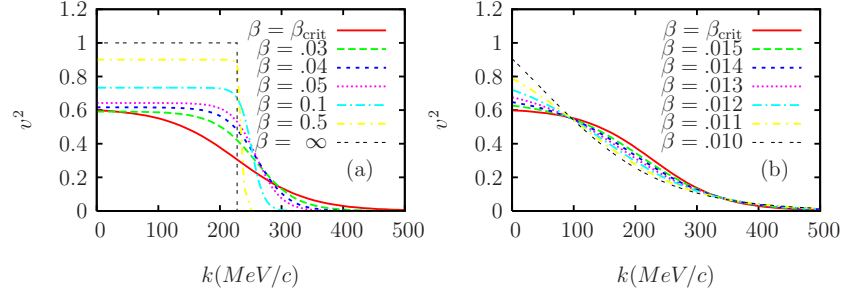 1.2
1
0.8
0.6
0.4
0.2
0
v²
0 100 200 300 400 500
k(MeV/c)
β = β_crit
β = .03
β = .04
β = .05
β = 0.1
β = 0.5
β = ∞
(a)
1.2
1
0.8
0.6
0.4
0.2
0
v²
0 100 200 300 400 500
k(MeV/c)
β = β_crit
β = .015
β = .014
β = .013
β = .012
β = .011
β = .010
(b)